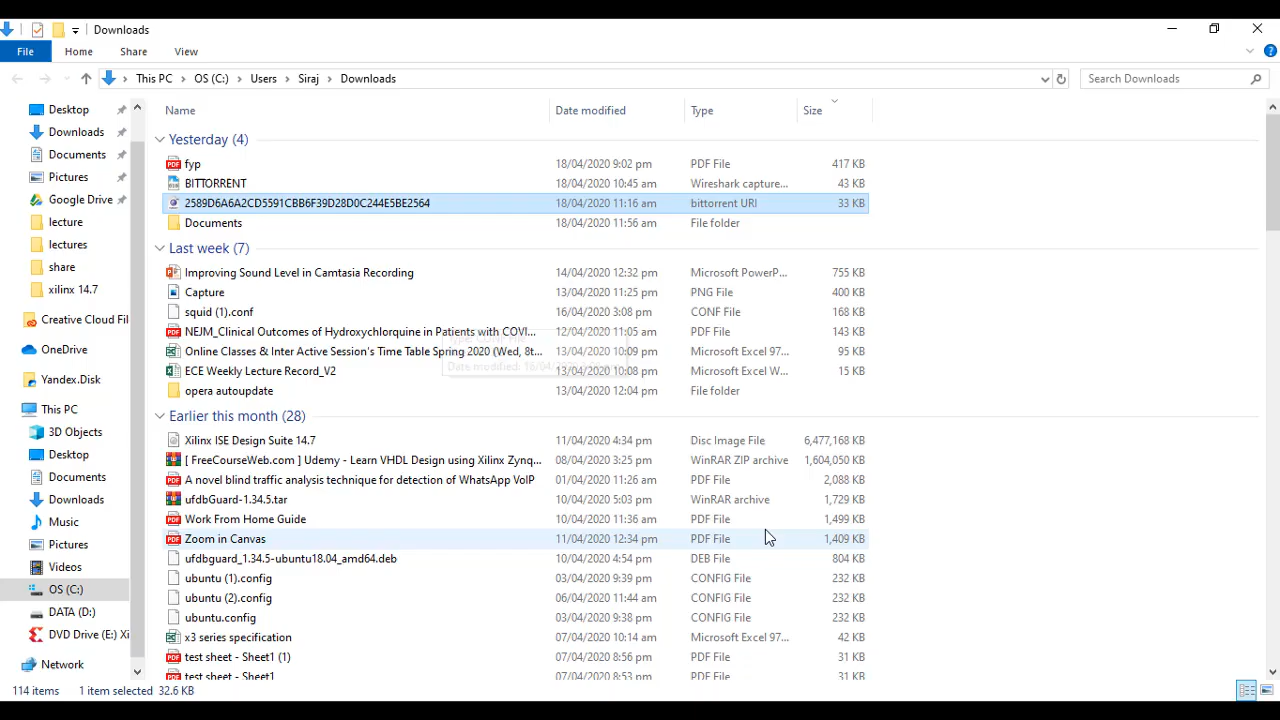 Downloads
File Home Share View
This PC OS (C:) Users Siraj Downloads Search Downloads
Name Date modified Type Size
Desktop
Downloads
Documents
Pictures
Google Drive
lecture
lectures
share
xilinx 14.7
Creative Cloud Fil
OneDrive
Yandex.Disk
This PC
3D Objects
Desktop
Documents
Downloads
Music
Pictures
Videos
OS (C:)
DATA (D:)
DVD Drive (E:) Xi
Network
Yesterday (4)
fyp 18/04/2020 9:02 pm PDF File 417 KB
BITTORRENT 18/04/2020 10:45 am Wireshark capture... 43 KB
2589D6A6A2CD5591CBB6F39D28D0C244E5BE2564 18/04/2020 11:16 am bittorrent URI 33 KB
Documents 18/04/2020 11:56 am File folder
Last week (7)
Improving Sound Level in Camtasia Recording 14/04/2020 12:32 pm Microsoft PowerP... 755 KB
Capture 13/04/2020 11:25 pm PNG File 400 KB
squid (1).conf 16/04/2020 3:08 pm CONF File 168 KB
NEJM_Clinical Outcomes of Hydroxychlorquine in Patients with COVI... 12/04/2020 11:05 am PDF File 143 KB
Online Classes & Inter Active Session's Time Table Spring 2020 (Wed, 8t... 13/04/2020 10:09 pm Microsoft Excel 97... 95 KB
ECE Weekly Lecture Record_V2 13/04/2020 10:08 pm Microsoft Excel W... 15 KB
opera autoupdate 13/04/2020 12:04 pm File folder
Earlier this month (28)
Xilinx ISE Design Suite 14.7 11/04/2020 4:34 pm Disc Image File 6,477,168 KB
[ FreeCourseWeb.com ] Udemy - Learn VHDL Design using Xilinx Zynq... 08/04/2020 3:25 pm WinRAR ZIP archive 1,604,050 KB
A novel blind traffic analysis technique for detection of WhatsApp VoIP 01/04/2020 11:26 am PDF File 2,088 KB
ufdbGuard-1.34.5.tar 10/04/2020 5:03 pm WinRAR archive 1,729 KB
Work From Home Guide 10/04/2020 11:36 am PDF File 1,499 KB
Zoom in Canvas 11/04/2020 12:34 pm PDF File 1,409 KB
ufdbguard_1.34.5-ubuntu18.04_amd64.deb 10/04/2020 4:54 pm DEB File 804 KB
ubuntu (1).config 03/04/2020 9:39 pm CONFIG File 232 KB
ubuntu (2).config 06/04/2020 11:44 am CONFIG File 232 KB
ubuntu.config 03/04/2020 9:38 pm CONFIG File 232 KB
x3 series specification 07/04/2020 10:14 am Microsoft Excel 97... 42 KB
test sheet - Sheet1 (1) 07/04/2020 8:56 pm PDF File 31 KB
test sheet - Sheet1 07/04/2020 8:53 pm PDF File 31 KB
114 items 1 item selected 32.6 KB